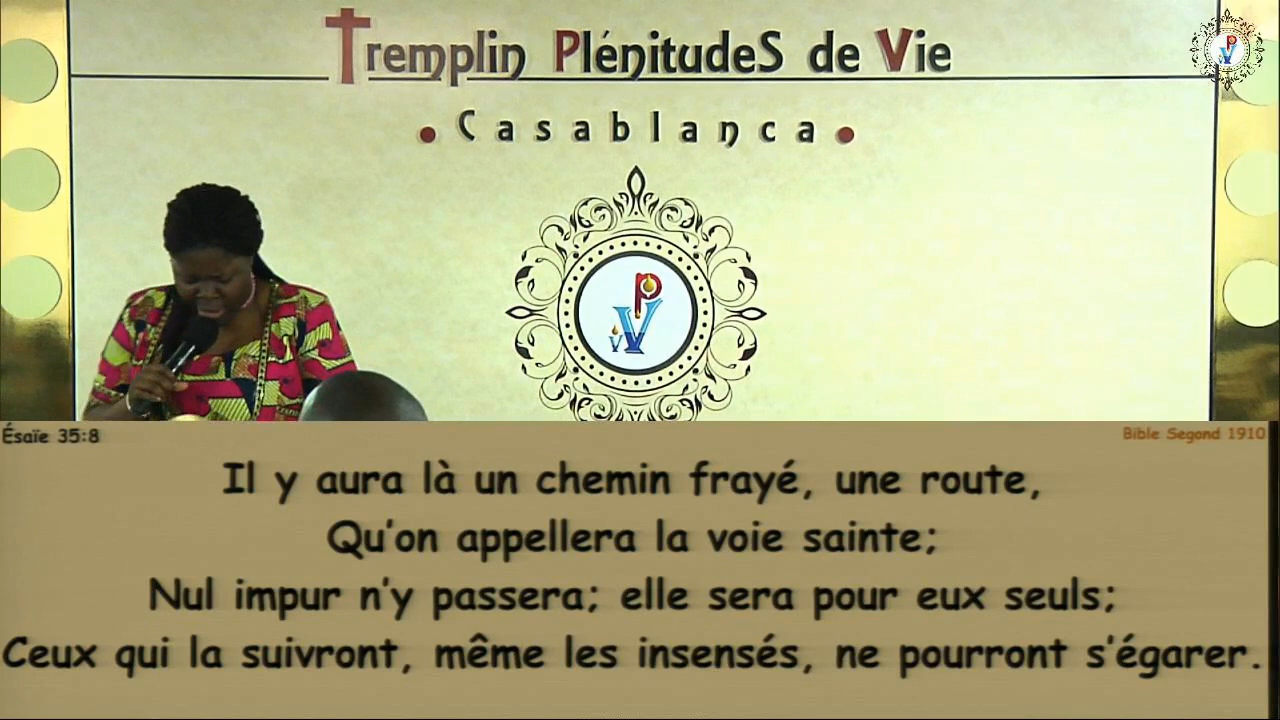 Tremplin PlénitudeS de Vie
• Casablanca •
PVV
Ésaïe 35:8
Bible Segond 1910
Il y aura là un chemin frayé, une route,
Qu'on appellera la voie sainte;
Nul impur n'y passera; elle sera pour eux seuls;
Ceux qui la suivront, même les insensés, ne pourront s'égarer.